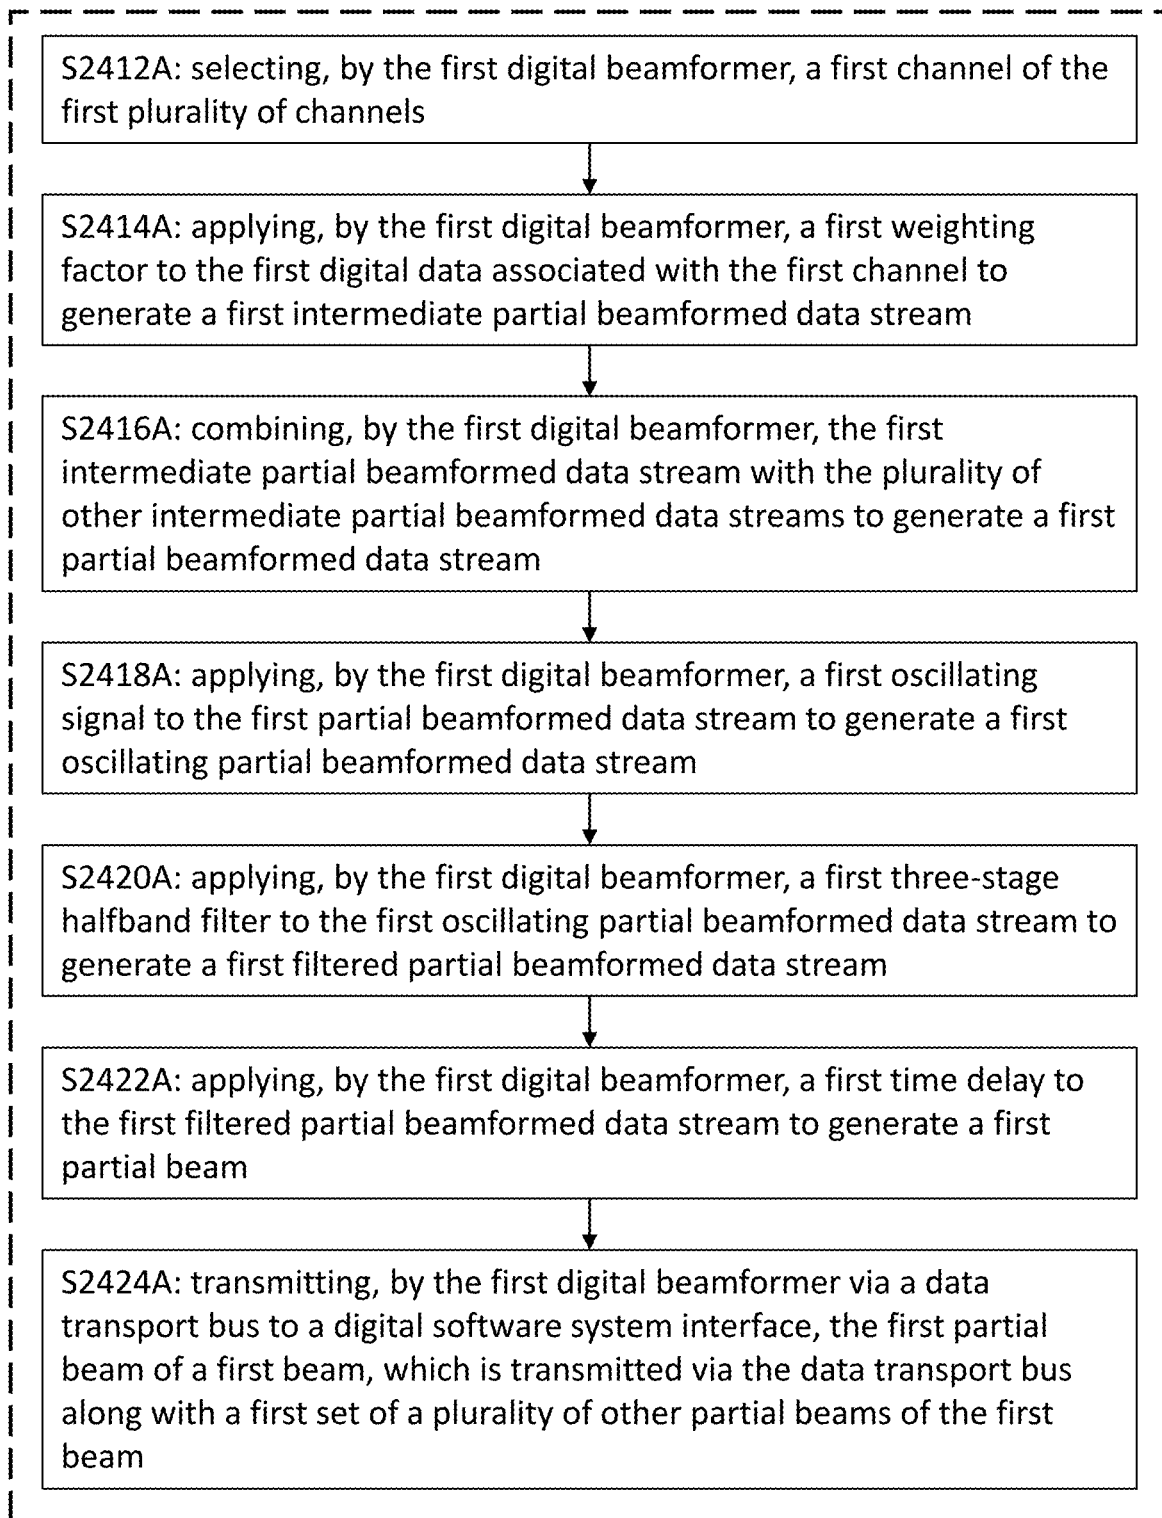 S2412A: selecting, by the first digital beamformer, a first channel of the
first plurality of channels
S2414A: applying, by the first digital beamformer, a first weighting
factor to the first digital data associated with the first channel to
generate a first intermediate partial beamformed data stream
S2416A: combining, by the first digital beamformer, the first
intermediate partial beamformed data stream with the plurality of
other intermediate partial beamformed data streams to generate a first
partial beamformed data stream
S2418A: applying, by the first digital beamformer, a first oscillating
signal to the first partial beamformed data stream to generate a first
oscillating partial beamformed data stream
S2420A: applying, by the first digital beamformer, a first three-stage
halfband filter to the first oscillating partial beamformed data stream to
generate a first filtered partial beamformed data stream
S2422A: applying, by the first digital beamformer, a first time delay to
the first filtered partial beamformed data stream to generate a first
partial beam
S2424A: transmitting, by the first digital beamformer via a data
transport bus to a digital software system interface, the first partial
beam of a first beam, which is transmitted via the data transport bus
along with a first set of a plurality of other partial beams of the first
beam